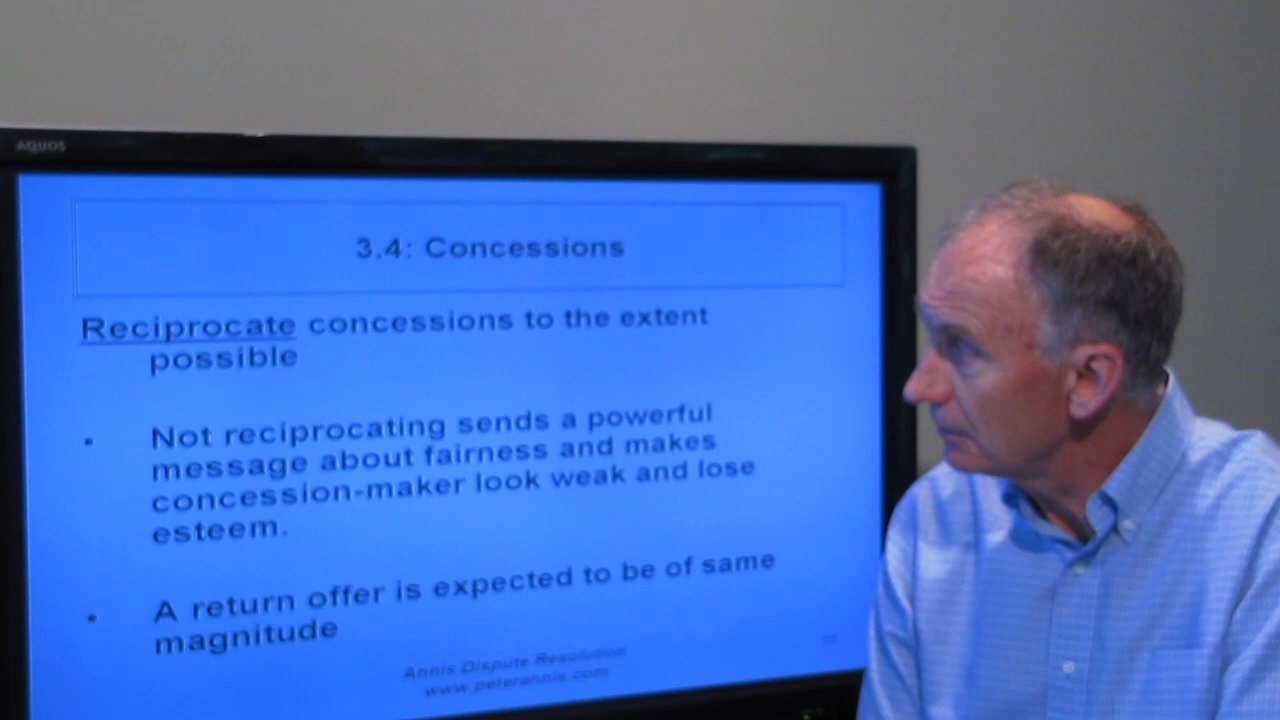 AQUOS
3.4: Concessions
Reciprocate concessions to the extent
possible
• Not reciprocating sends a powerful
message about fairness and makes
concession-maker look weak and lose
esteem.
• A return offer is expected to be of same
magnitude
Annis Dispute Resolution
www.peterannis.com